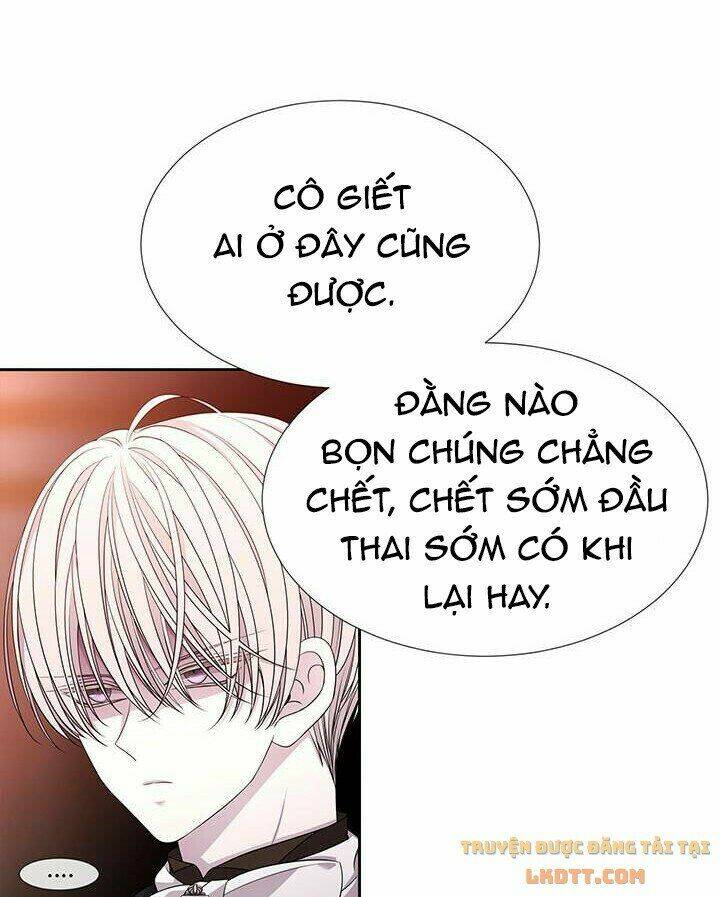 CÔ GIẾT
AI Ở ĐÂY CŨNG
ĐƯỢC.
ĐẰNG NÀO
BỌN CHÚNG CHẲNG
CHẾT, CHẾT SỚM ĐẦU
THAI SỚM CÓ KHI
LẠI HAY.
....
TRUYỆN ĐƯỢC ĐĂNG TẢI TẠI
LKDTT.COM